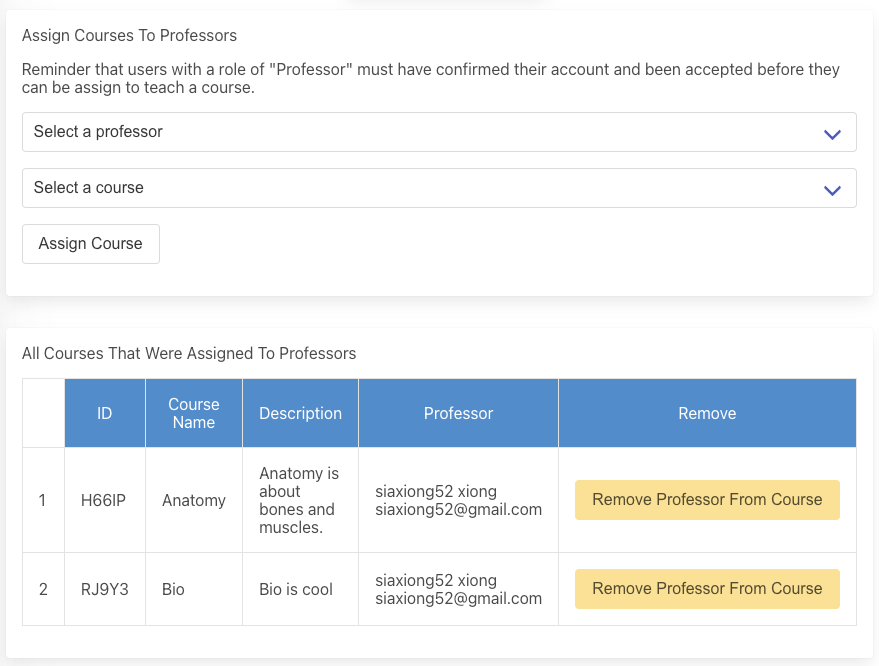 Assign Courses To Professors
Reminder that users with a role of "Professor" must have confirmed their account and been accepted before they
can be assign to teach a course.
Select a professor
Select a course
Assign Course
All Courses That Were Assigned To Professors
ID
Course
Name
Description
Professor
Remove
1
H66IP
Anatomy
Anatomy is
about
bones and
muscles.
siaxiong52 xiong
siaxiong52@gmail.com
Remove Professor From Course
2
RJ9Y3
Bio
Bio is cool
siaxiong52 xiong
siaxiong52@gmail.com
Remove Professor From Course